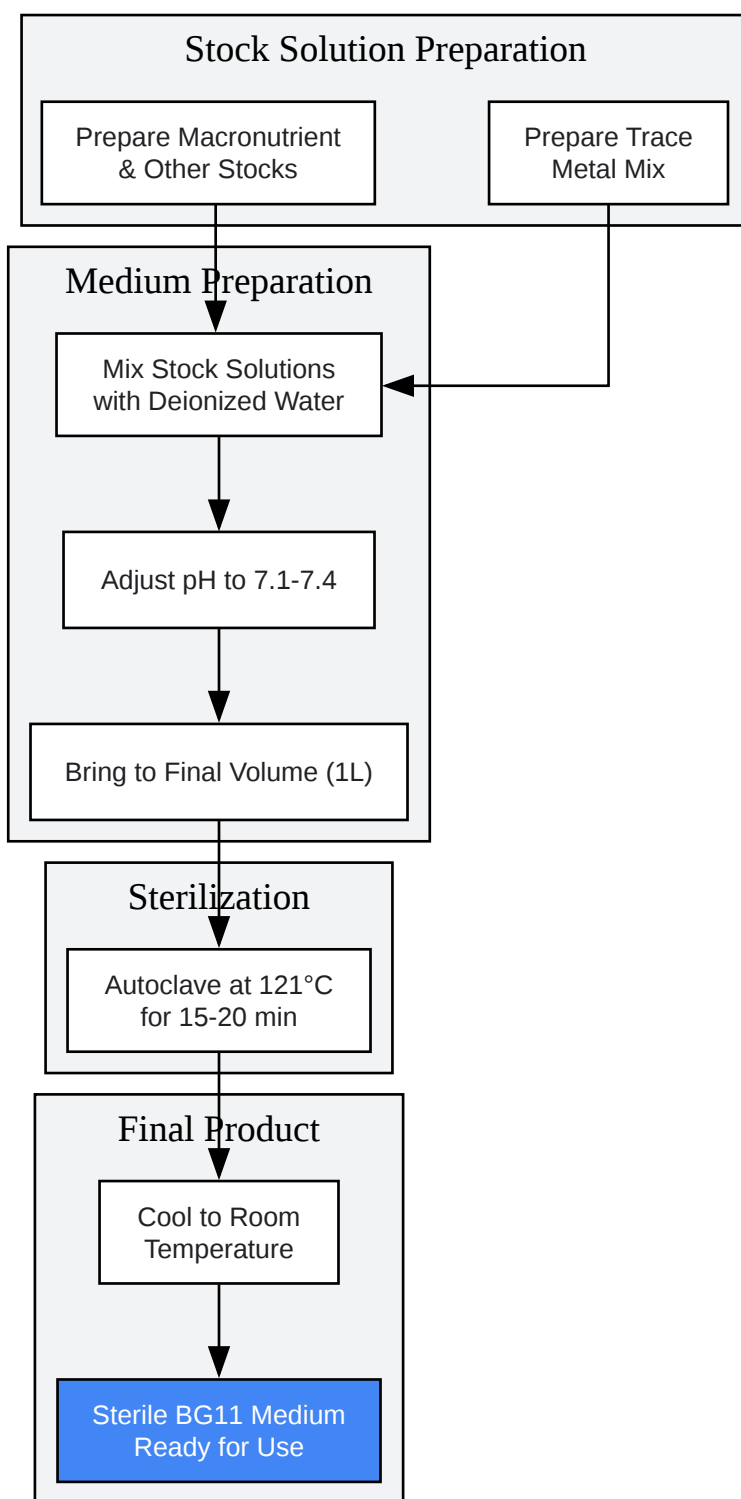 Stock Solution Preparation
Prepare Macronutrient
& Other Stocks
Prepare Trace
Metal Mix
Medium Preparation
Mix Stock Solutions
with Deionized Water
Adjust pH to 7.1-7.4
Bring to Final Volume (1L)
Sterilization
Autoclave at 121°C
for 15-20 min
Final Product
Cool to Room
Temperature
Sterile BG11 Medium
Ready for Use